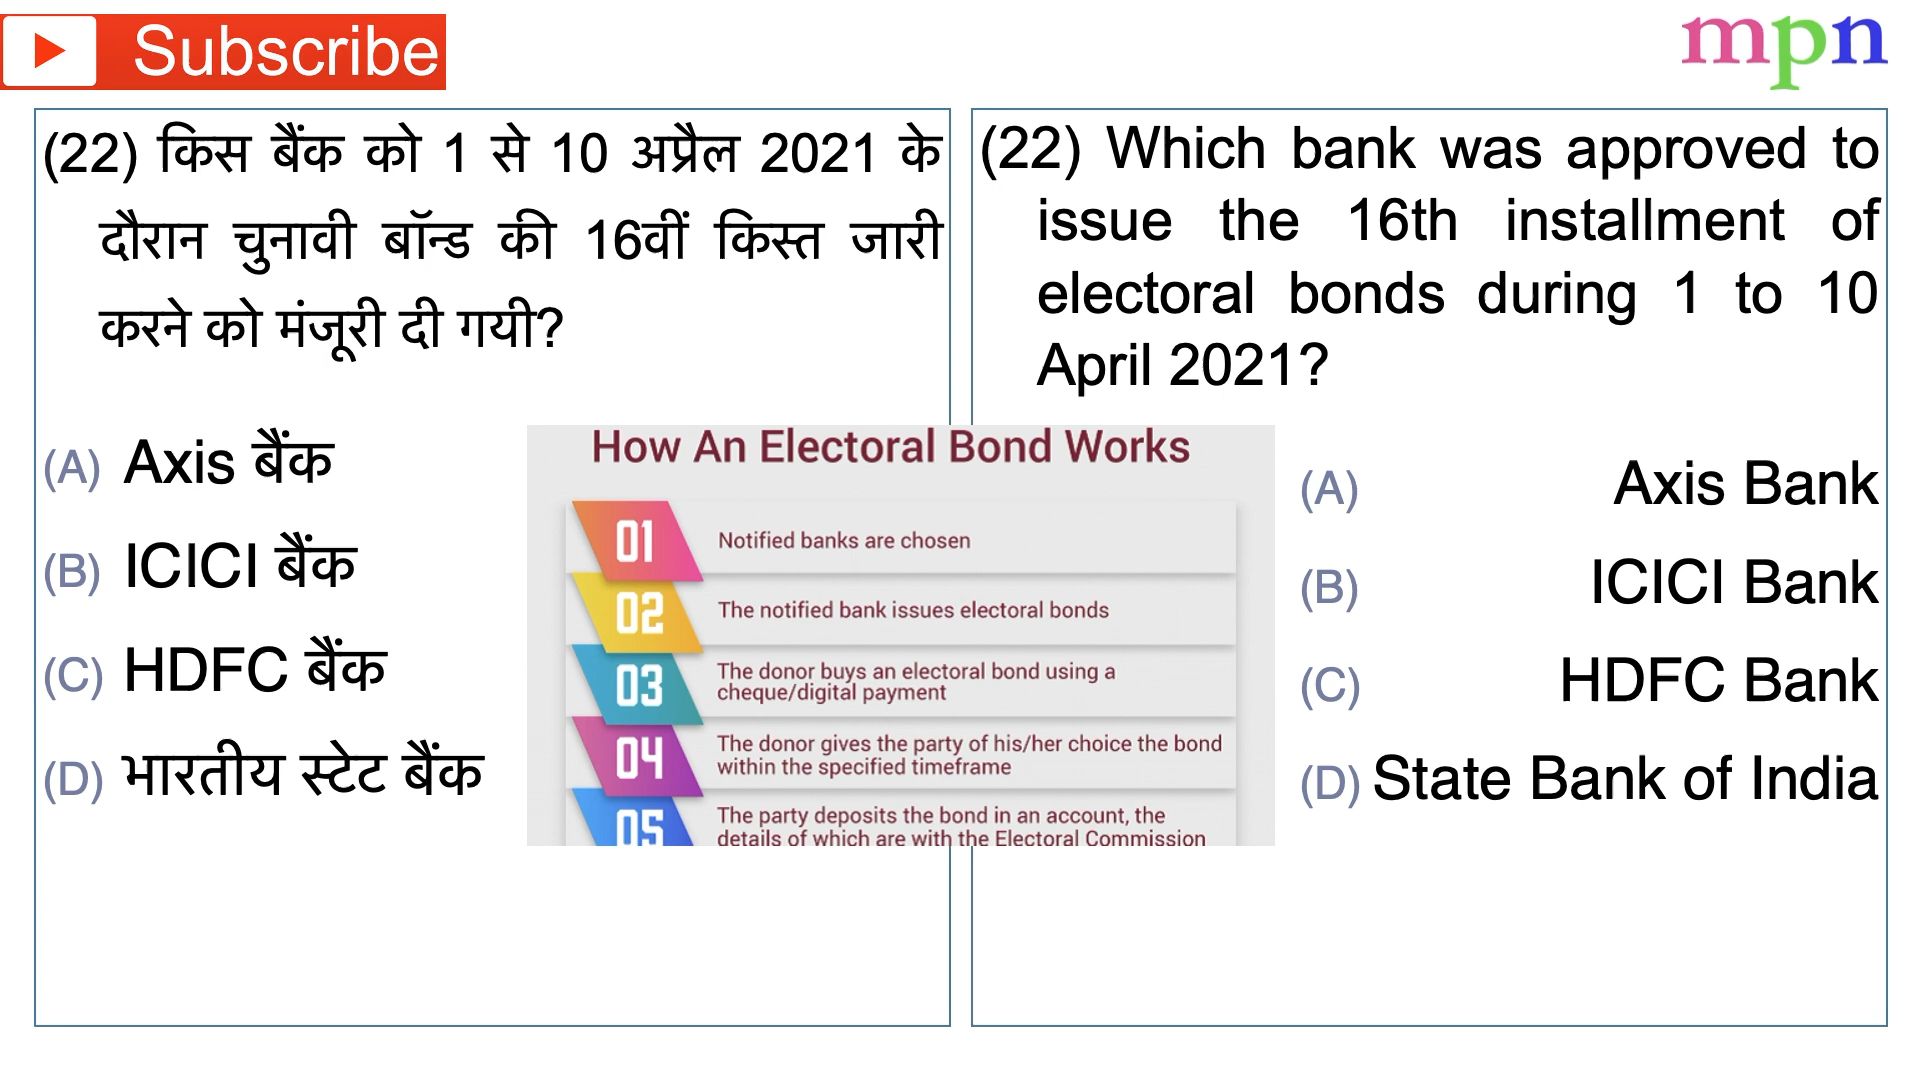 Subscribe
mpn
(22) किस बैंक को 1 से 10 अप्रैल 2021 के
दौरान चुनावी बॉन्ड की 16वीं किस्त जारी
करने को मंजूरी दी गयी?
(A) Axis बैंक
(B) ICICI बैंक
(C) HDFC बैंक
(D) भारतीय स्टेट बैंक
How An Electoral Bond Works
01 Notified banks are chosen
02 The notified bank issues electoral bonds
03 The donor buys an electoral bond using a
cheque/digital payment
04 The donor gives the party of his/her choice the bond
within the specified timeframe
05 The party deposits the bond in an account, the
details of which are with the Electoral Commission
(22) Which bank was approved to
issue the 16th installment of
electoral bonds during 1 to 10
April 2021?
(A) Axis Bank
(B) ICICI Bank
(C) HDFC Bank
(D) State Bank of India